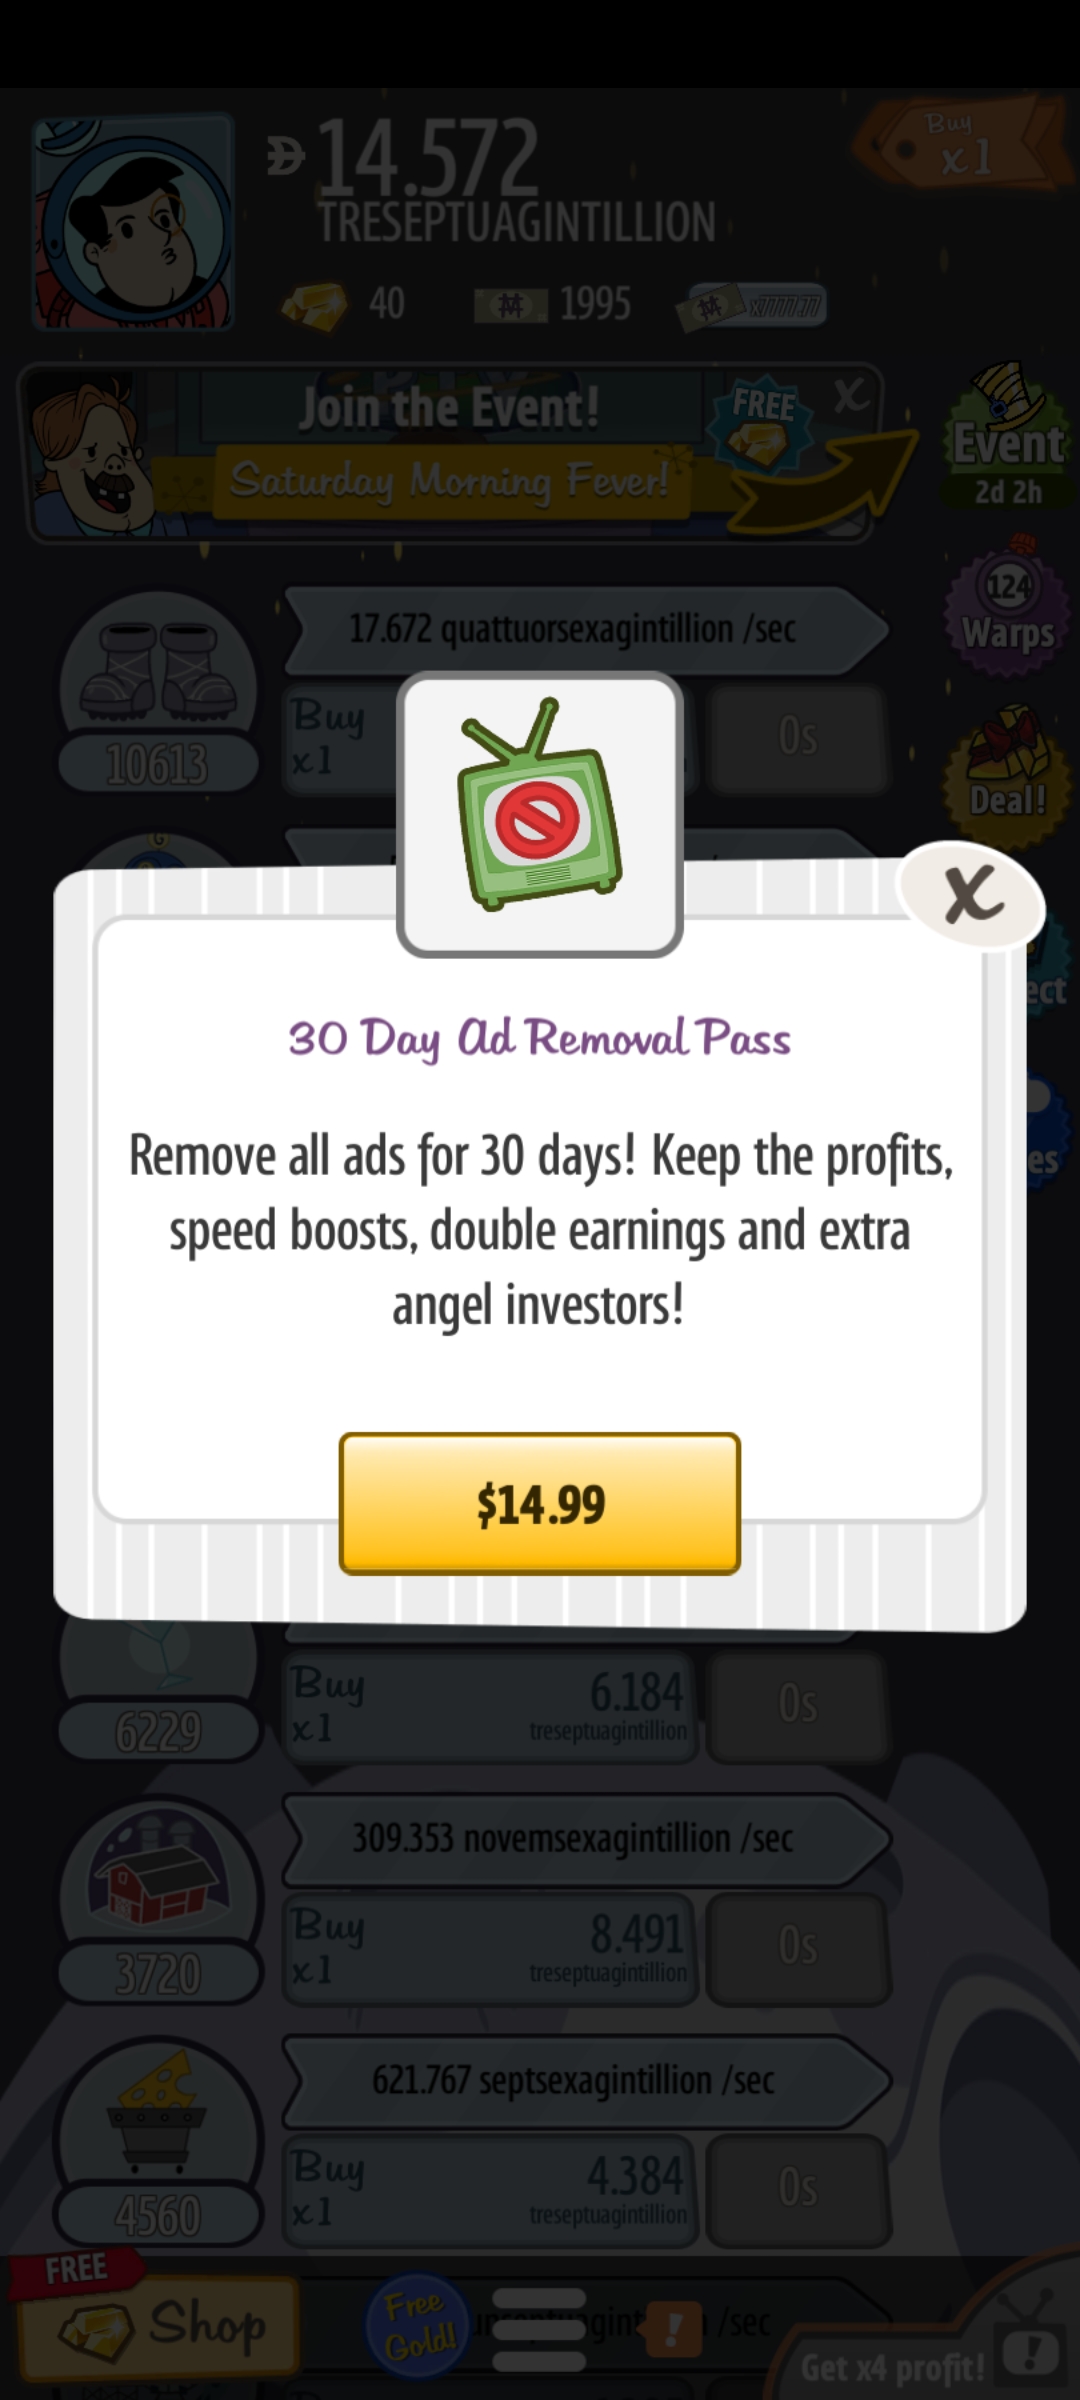 14.572
TRESEPTUAGINTILLION
Buy
x1
40
1995
Join the Event!
FREE
X
Saturday Morning Fever!
Event
2d 2h
124
Warps
17.672 quattuorsexagintillion /sec
Buy
x1
0s
10613
Deal!
X
ect
30 Day Ad Removal Pass
Remove all ads for 30 days! Keep the profits,
speed boosts, double earnings and extra
angel investors!
es
$14.99
Buy
x1
6.184
treseptuagintillion
0s
6229
309.353 novemsexagintillion /sec
Buy
x1
8.491
treseptuagintillion
0s
3720
621.767 septsexagintillion /sec
Buy
x1
4.384
treseptuagintillion
0s
4560
FREE
Shop
Free
Gold!
!
/sec
Get x4 profit!
!